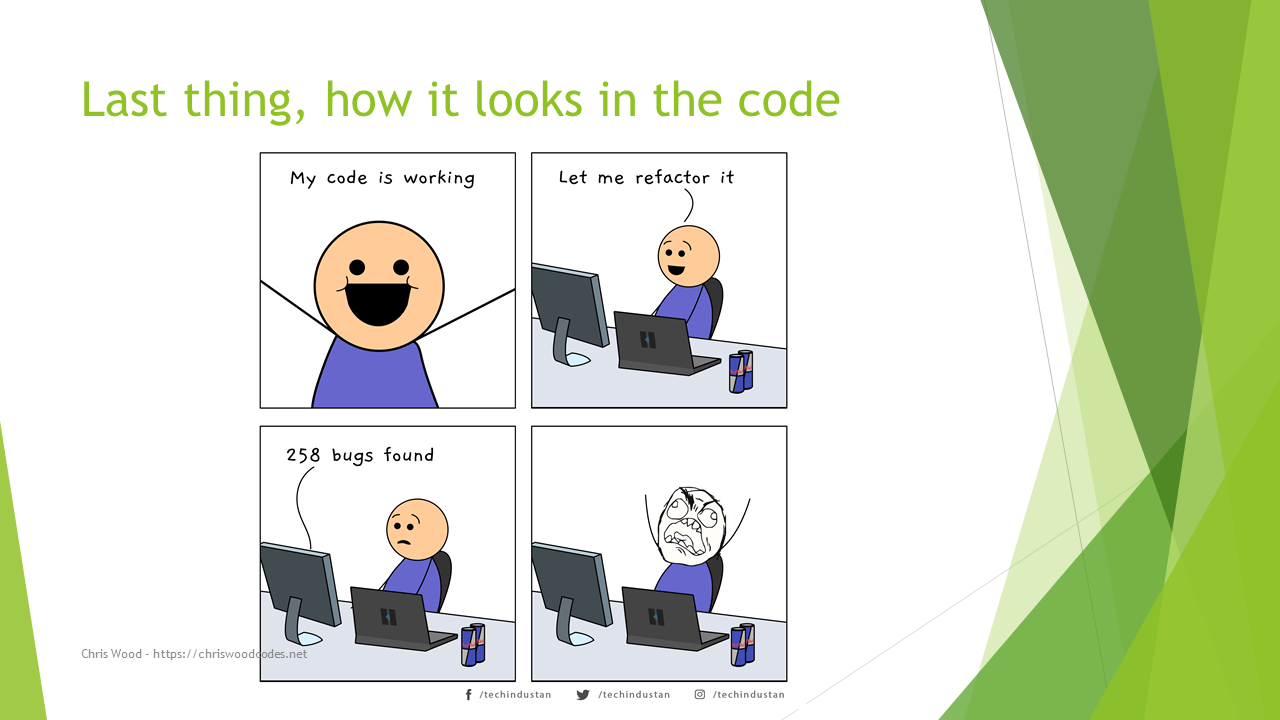 Last thing, how it looks in the code
My code is working
Let me refactor it
258 bugs found
Chris Wood - https://chriswoodcodes.net
/techindustan /techindustan /techindustan